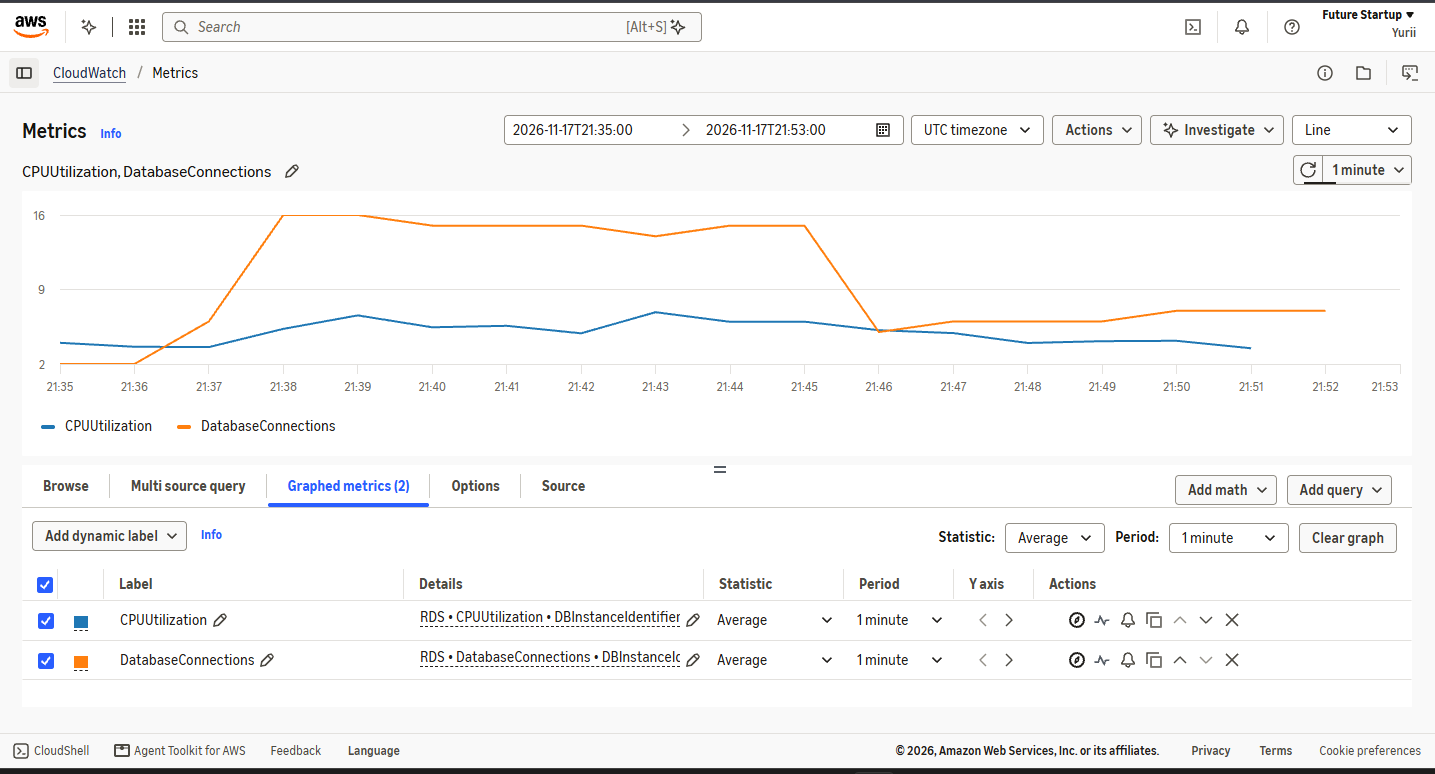 aws Search [Alt+S] Future Startup
Yurii
CloudWatch / Metrics
Metrics Info 2026-11-17T21:35:00 2026-11-17T21:53:00 UTC timezone Actions Investigate Line
CPUUtilization, DatabaseConnections 1 minute
16
9
2
21:35 21:36 21:37 21:38 21:39 21:40 21:41 21:42 21:43 21:44 21:45 21:46 21:47 21:48 21:49 21:50 21:51 21:52 21:53
CPUUtilization DatabaseConnections
Browse Multi source query Graphed metrics (2) Options Source Add math Add query
Add dynamic label Info Statistic: Average Period: 1 minute Clear graph
Label Details Statistic Period Y axis Actions
CPUUtilization RDS • CPUUtilization • DBInstanceIdentifier Average 1 minute
DatabaseConnections RDS • DatabaseConnections • DBInstanceIc Average 1 minute
CloudShell Agent Toolkit for AWS Feedback Language © 2026, Amazon Web Services, Inc. or its affiliates. Privacy Terms Cookie preferences